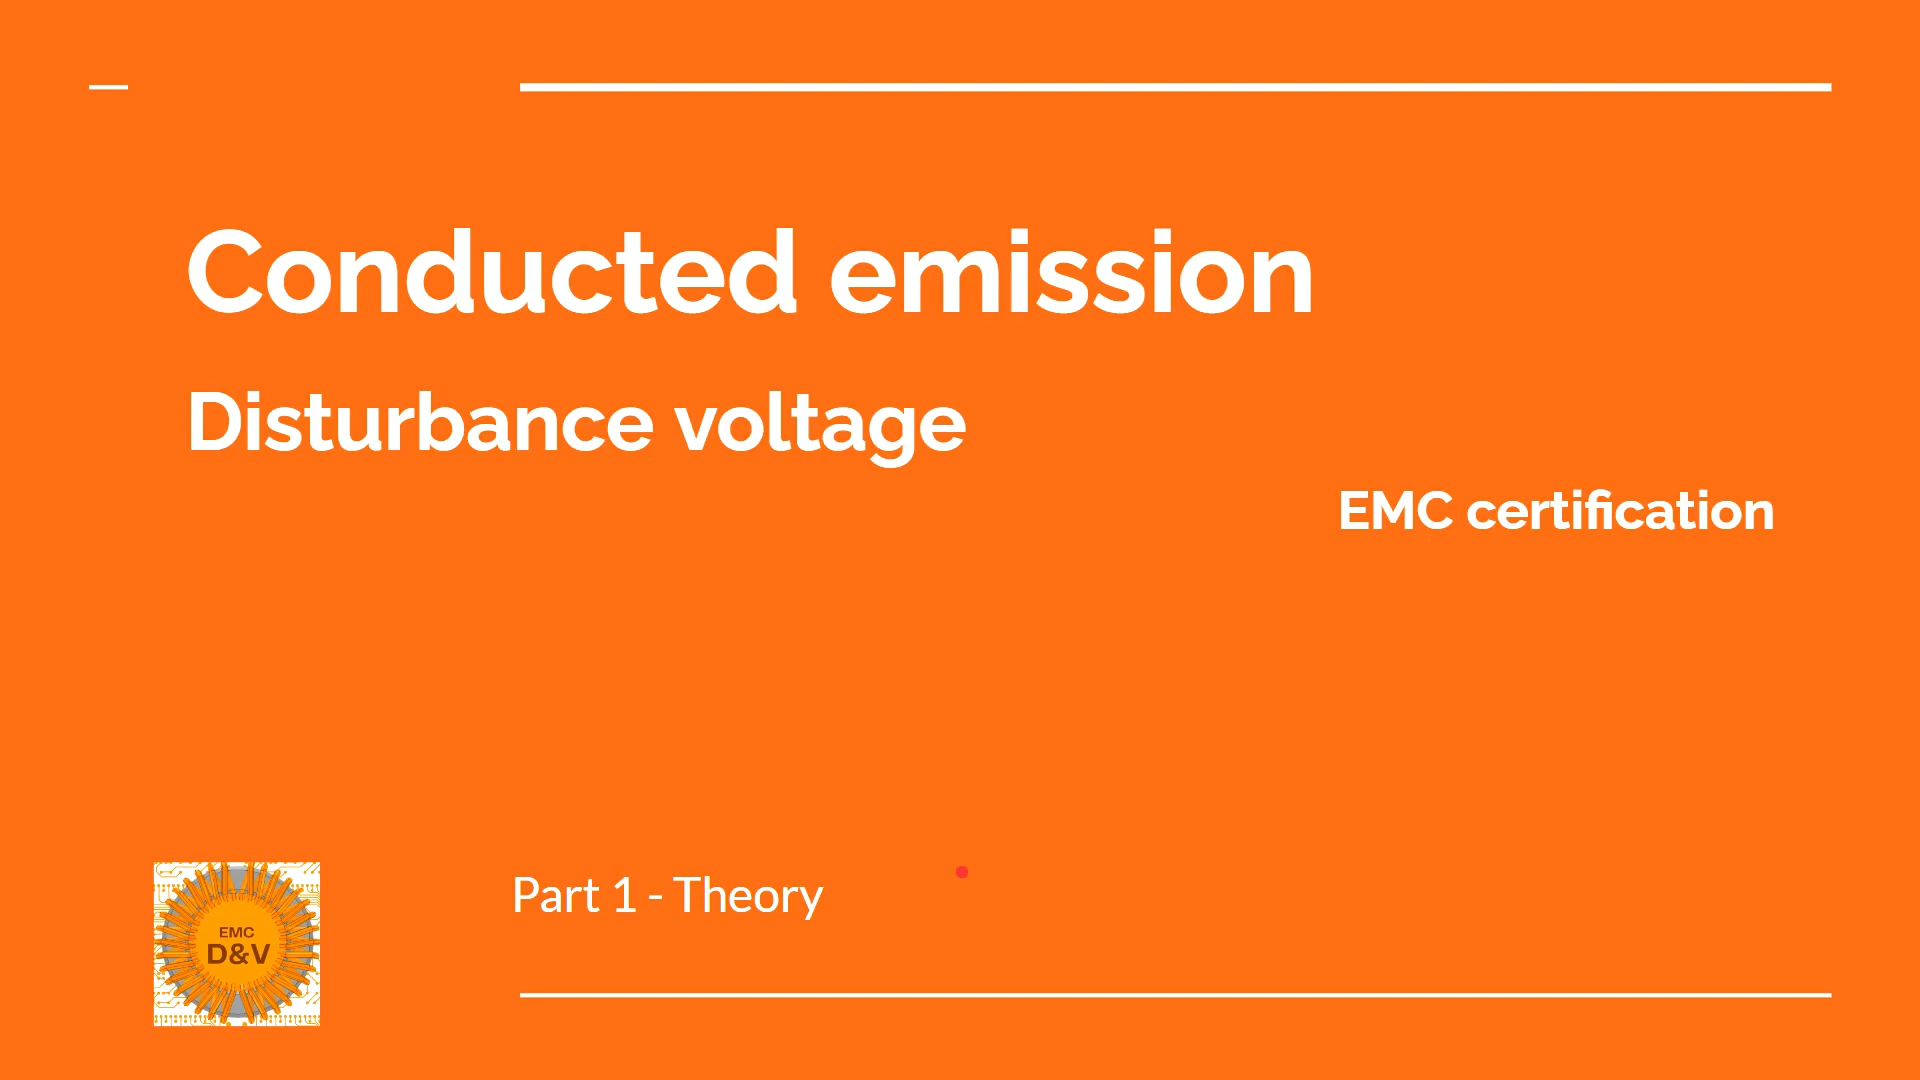 Conducted emission
Disturbance voltage
EMC certification
Part 1 - Theory
EMC
D&V